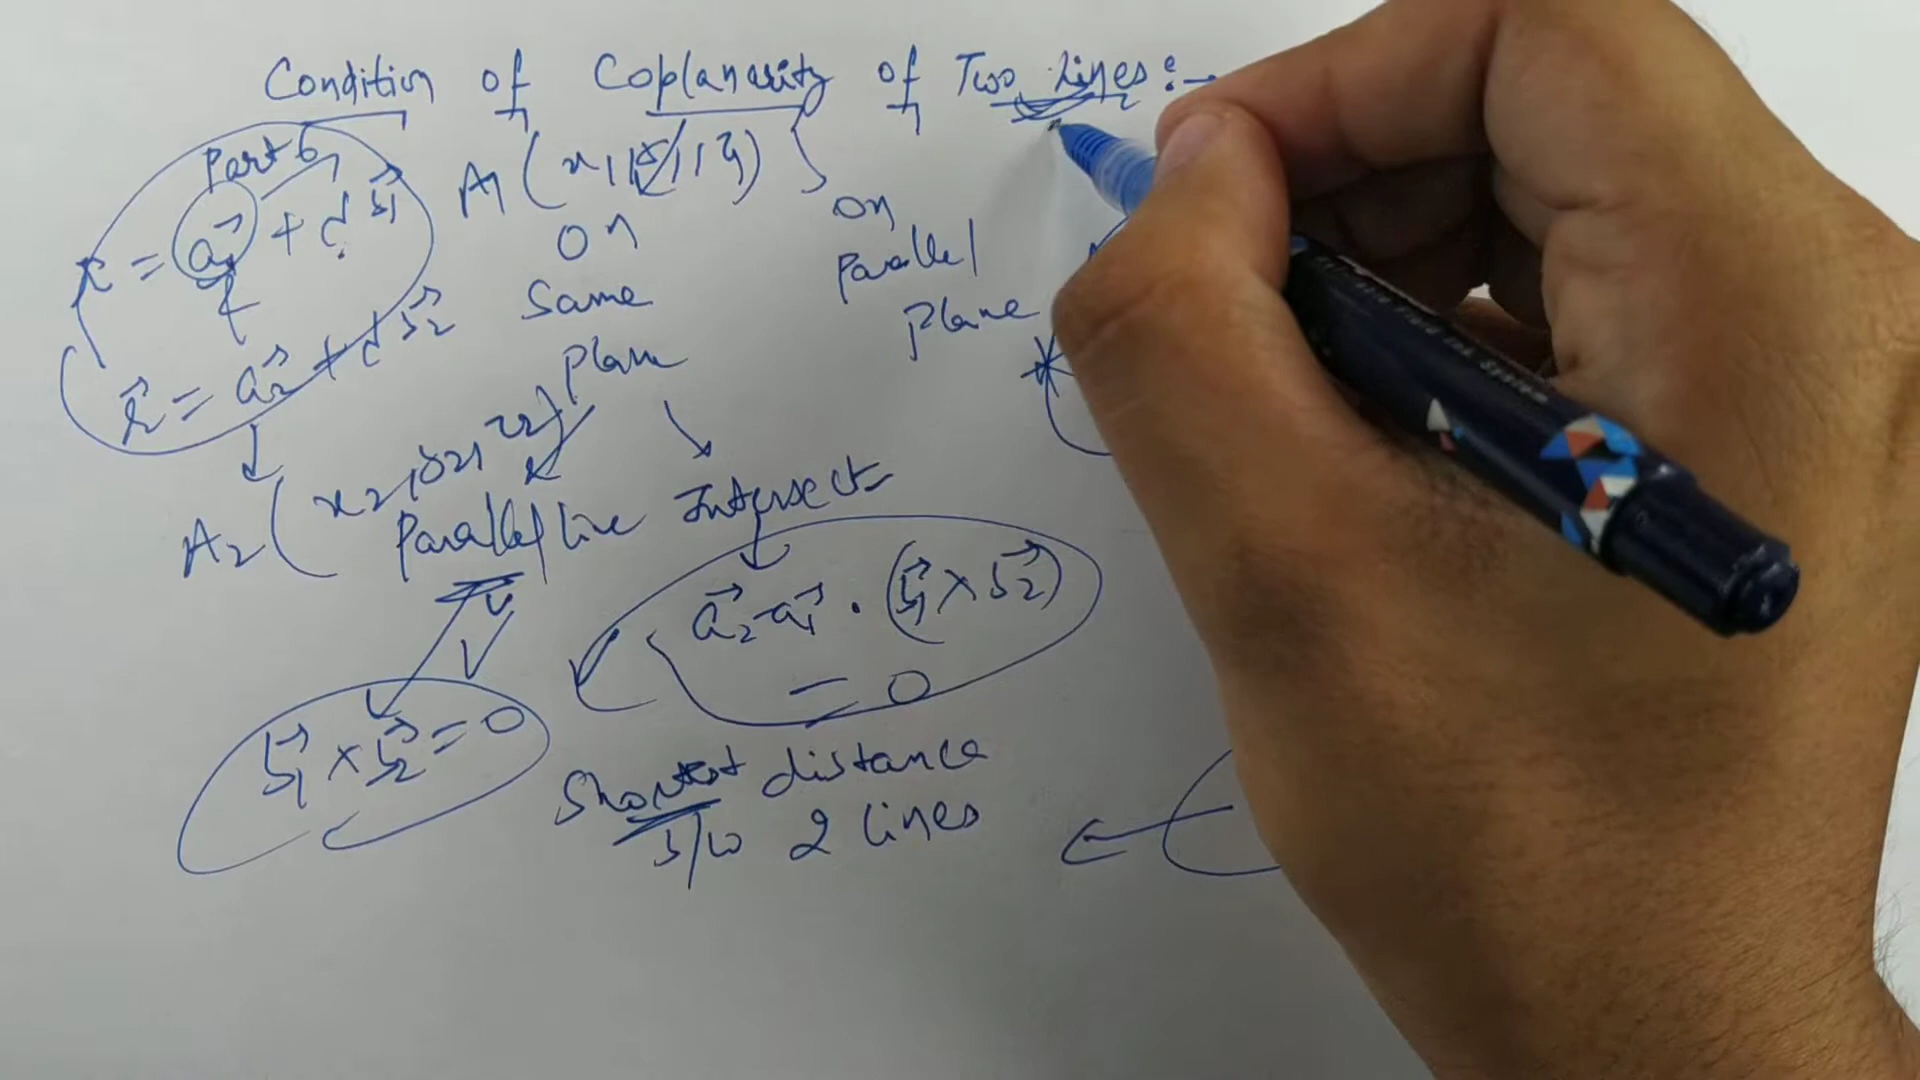 Condition of Coplanarity of Two Lines :→
Part 6
A₁ ( x₁, y₁, z₁)
r = a₁⃗ + d b₁⃗
on
Same
Plane
on
Parallel
Plane
r⃗ = a₂⃗ + d b₂⃗
A₂ ( x₂, y₂, z₂)
Parallel line
Intersect
a₂⃗ - a₁⃗ . (b₁⃗ × b₂⃗)
= 0
b₁⃗ × b₂⃗ = 0
Shortest distance
b/w 2 lines